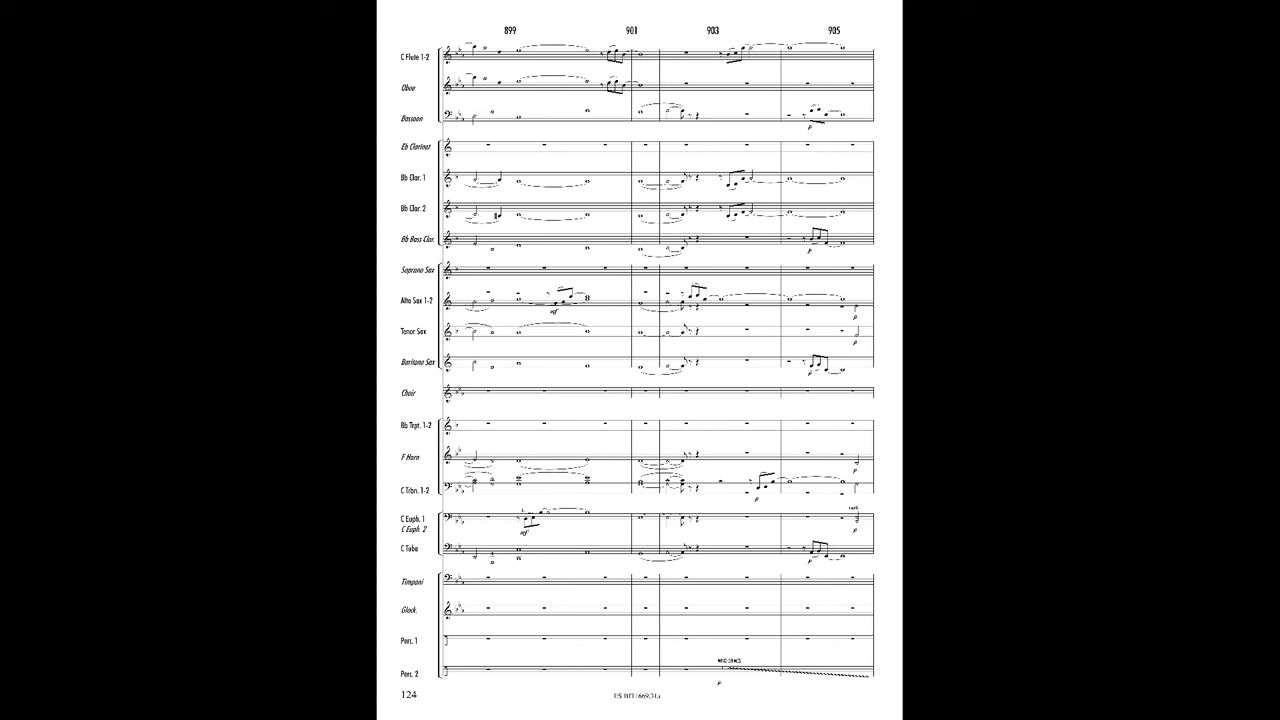 899 901 903 905
C Flute 1-2
Oboe
Bassoon
p
Eb Clarinet
Bb Clar. 1
Bb Clar. 2
Bb Bass Clar.
p
Soprano Sax
Alto Sax 1-2
mf
p
Tenor Sax
p
Baritone Sax
p
Choir
Bb Trpt. 1-2
F Horn
p
C Trbn. 1-2
p
C Euph. 1
C Euph. 2
mf
p
C Tuba
p
Timpani
Glock.
Perc. 1
WIND CHIMES
Perc. 2
p
124